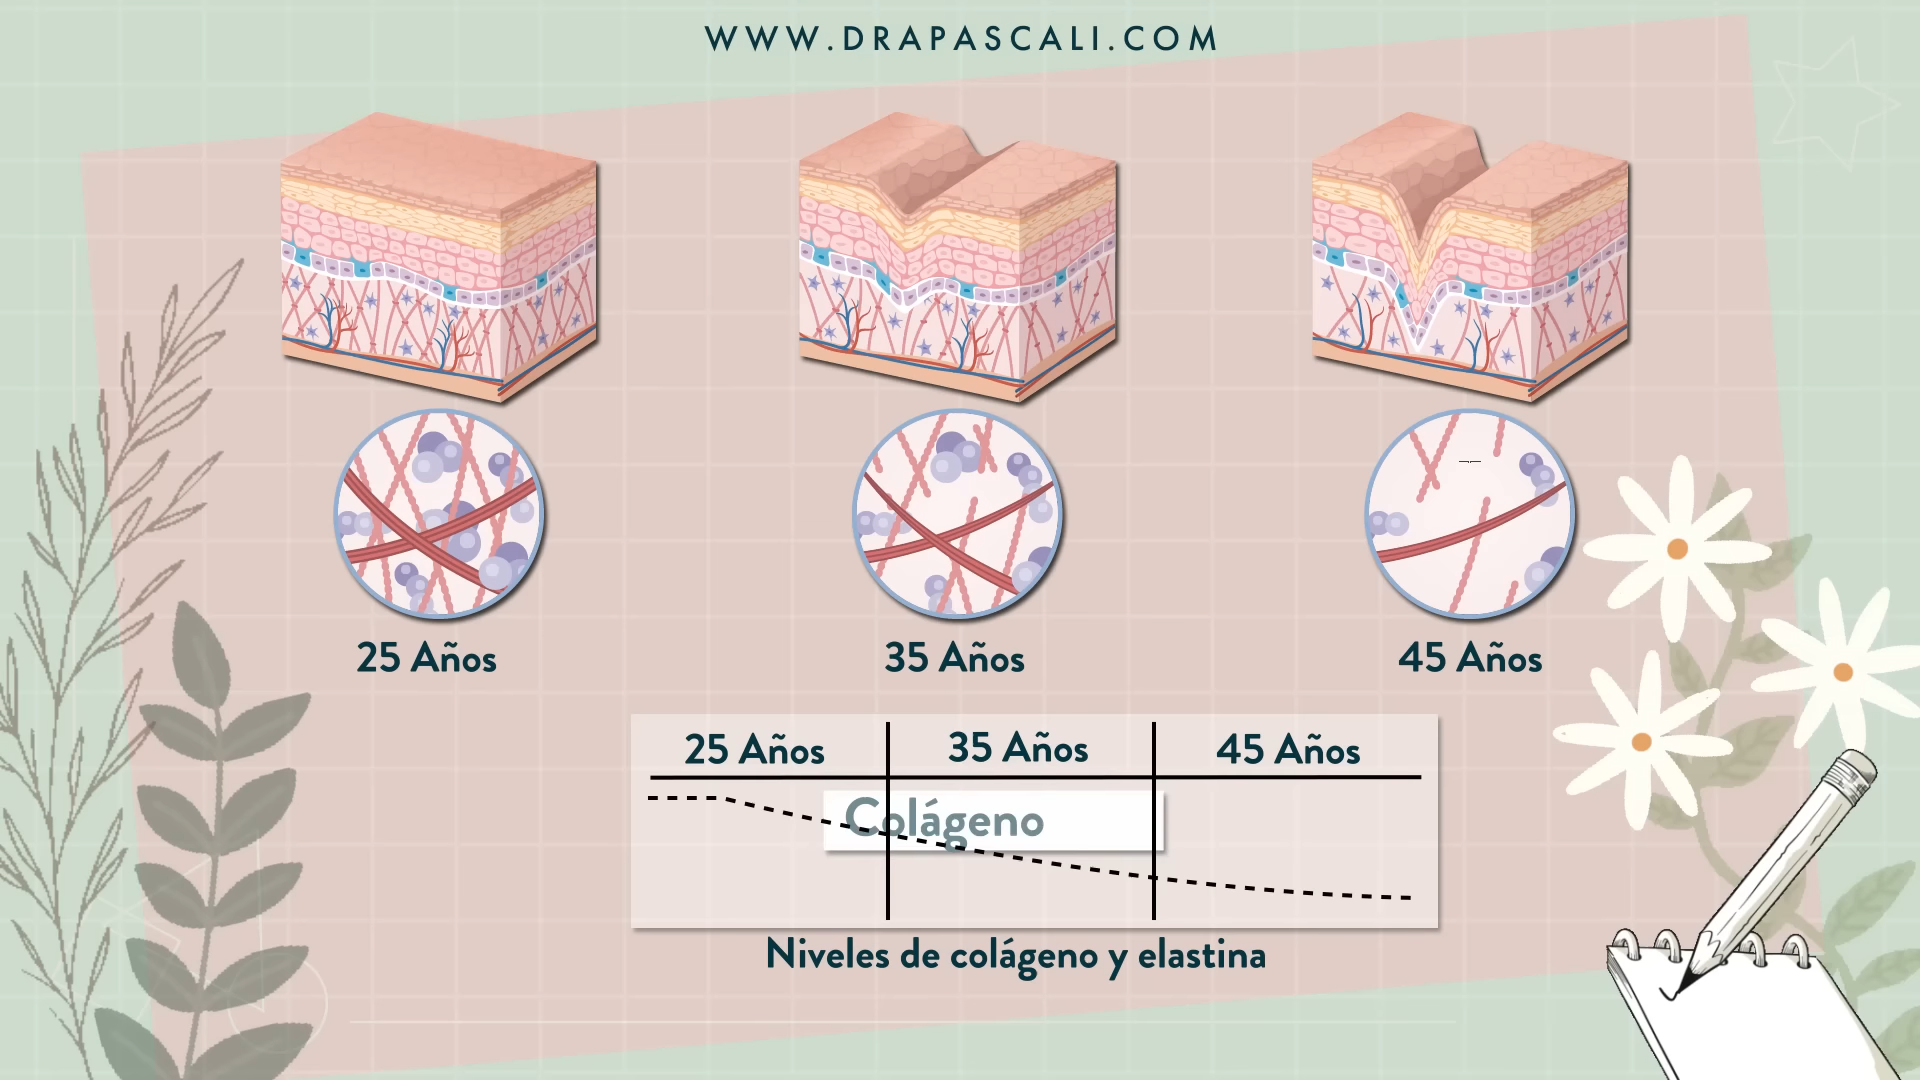 WWW.DRAPASCALI.COM
25 Años
35 Años
45 Años
25 Años
35 Años
45 Años
Colágeno
Niveles de colágeno y elastina